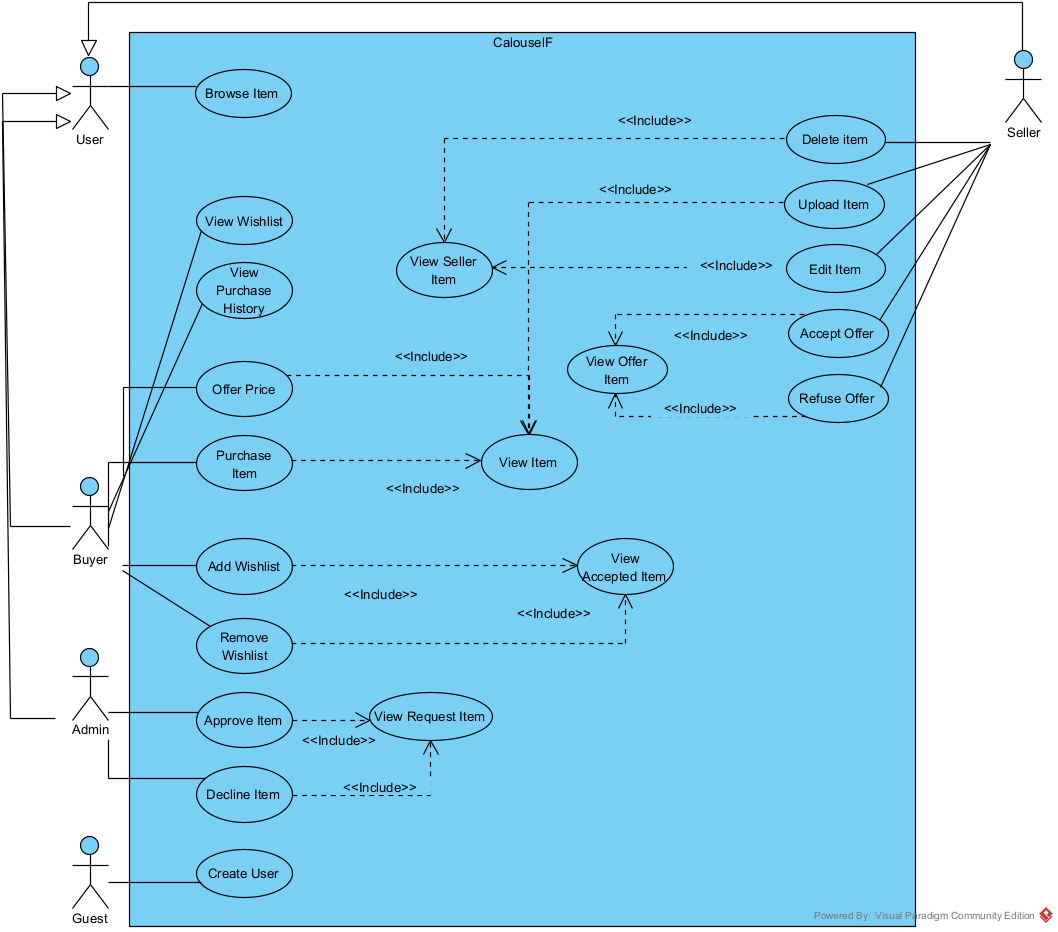 CalouseIF
User
Seller
Browse Item
<<Include>>
Delete item
<<Include>>
Upload Item
View Wishlist
View Seller
Item
<<Include>>
Edit Item
View
Purchase
History
Accept Offer
<<Include>>
View Offer
Item
<<Include>>
Offer Price
Refuse Offer
<<Include>>
Purchase
Item
View Item
<<Include>>
Buyer
Add Wishlist
View
Accepted Item
<<Include>>
<<Include>>
Remove
Wishlist
Admin
Approve Item
View Request Item
<<Include>>
Decline Item
<<Include>>
Create User
Guest
Powered By Visual Paradigm Community Edition